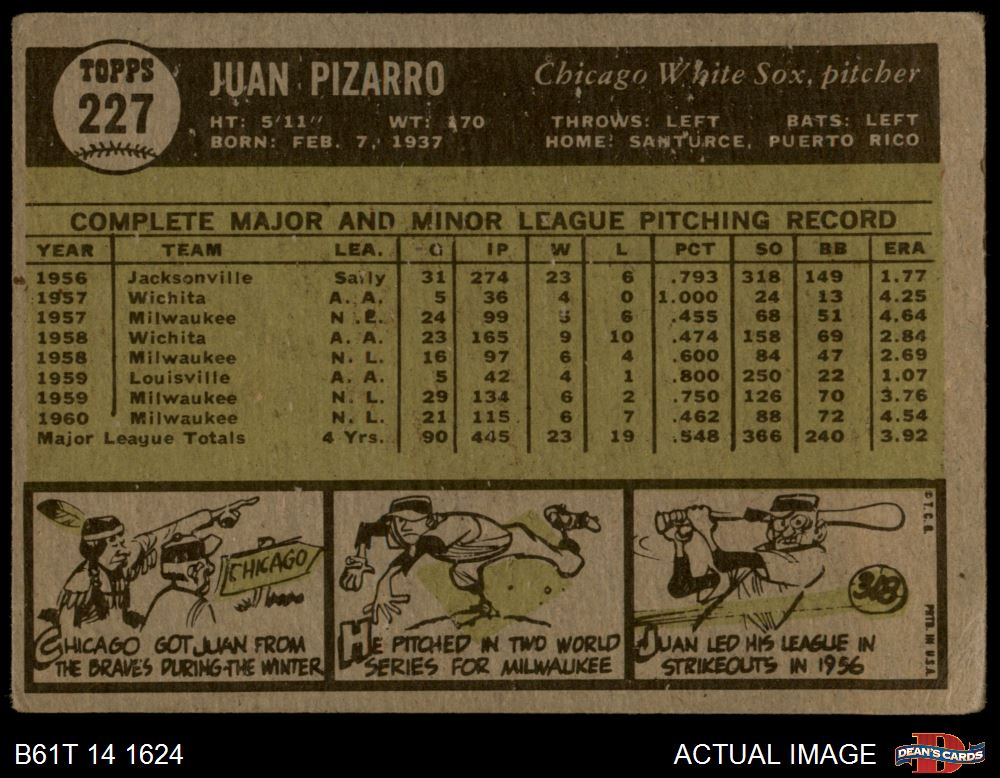 TOPPS
227
JUAN PIZARRO
Chicago White Sox, pitcher
HT: 5'11" WT: 170 THROWS: LEFT BATS: LEFT
BORN: FEB. 7, 1937 HOME: SANTURCE, PUERTO RICO
COMPLETE MAJOR AND MINOR LEAGUE PITCHING RECORD
YEAR TEAM LEA. G IP W L PCT SO BB ERA
1956 Jacksonville Sally 31 274 23 6 .793 318 149 1.77
1957 Wichita A. A. 5 36 4 0 1.000 24 13 4.25
1957 Milwaukee N. L. 24 99 5 6 .455 68 51 4.64
1958 Wichita A. A. 23 165 9 10 .474 158 69 2.84
1958 Milwaukee N. L. 16 97 6 4 .600 84 47 2.69
1959 Louisville A. A. 5 42 4 1 .800 250 22 1.07
1959 Milwaukee N. L. 29 134 6 2 .750 126 70 3.76
1960 Milwaukee N. L. 21 115 6 7 .462 88 72 4.54
Major League Totals 4 Yrs. 90 445 23 19 .548 366 240 3.92
CHICAGO
CHICAGO GOT JUAN FROM
THE BRAVES DURING THE WINTER
HE PITCHED IN TWO WORLD
SERIES FOR MILWAUKEE
318
JUAN LED HIS LEAGUE IN
STRIKEOUTS IN 1956
© T.C.G.
PRTD. IN U.S.A.
B61T 14 1624
ACTUAL IMAGE
DEAN'S CARDS